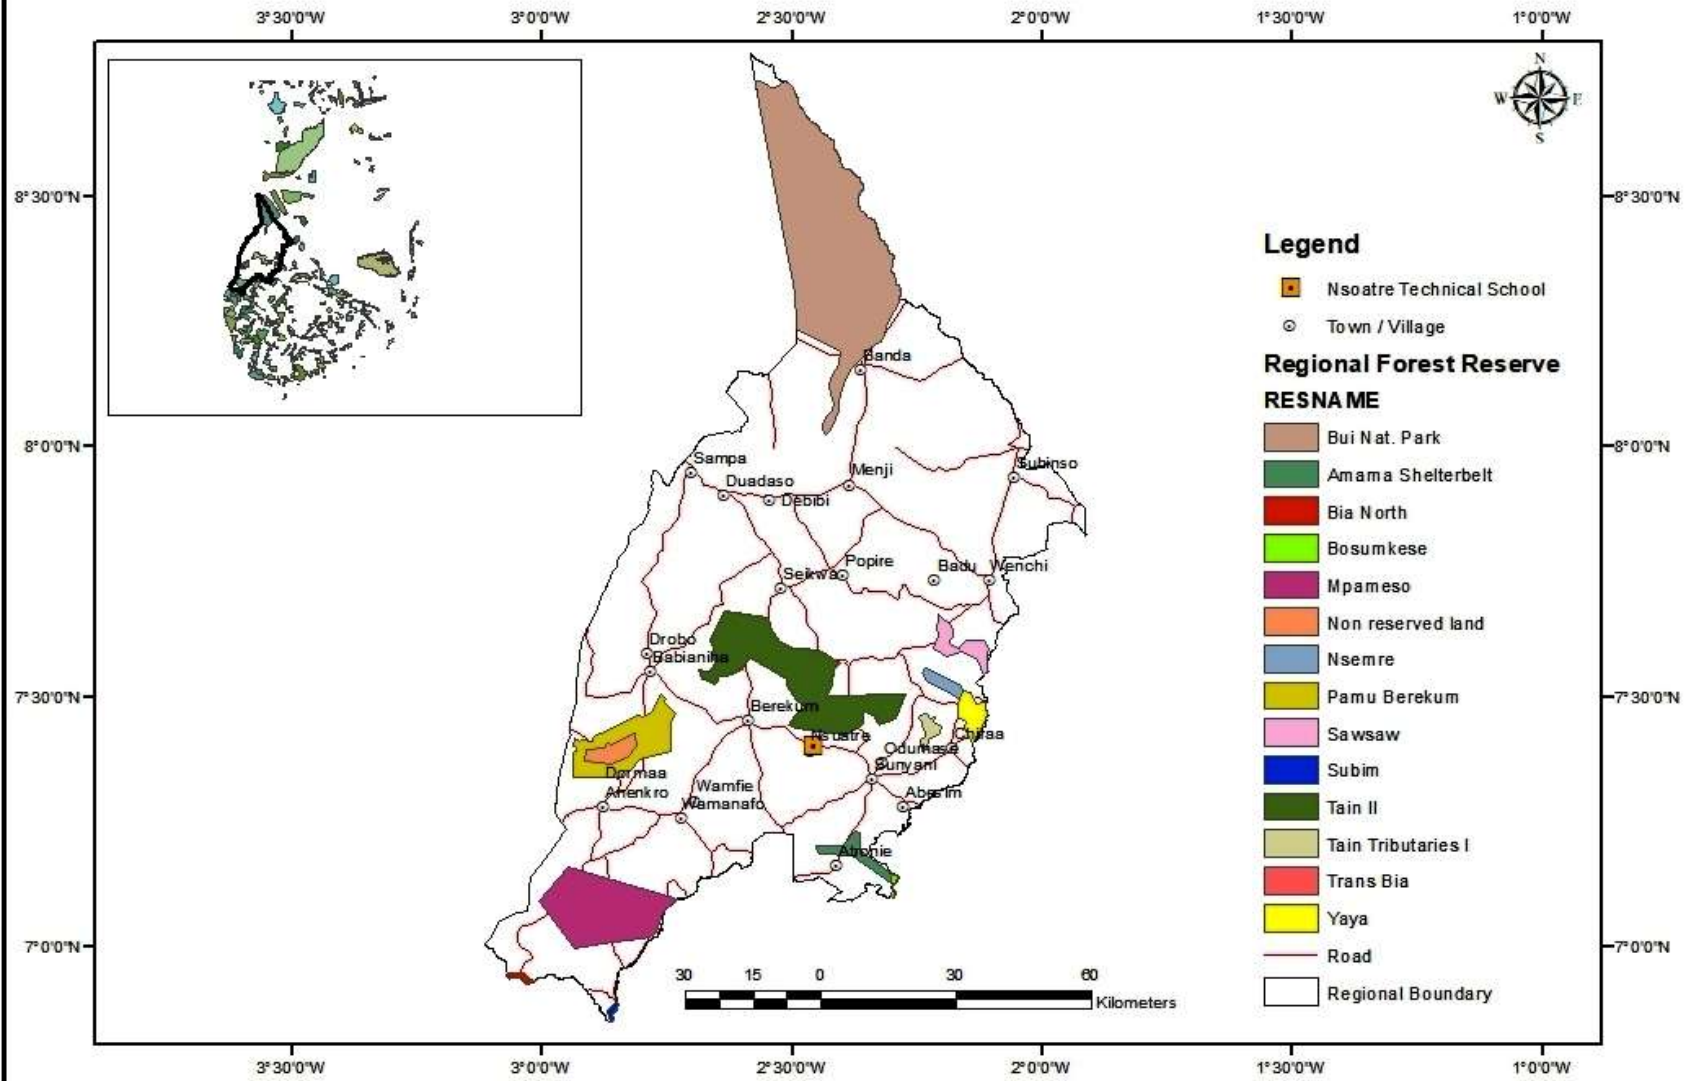 3°30'0"W 3°0'0"W 2°30'0"W 2°0'0"W 1°30'0"W 1°0'0"W
N
W E
S
8°30'0"N 8°30'0"N
Legend
Nsoatre Technical School
Town / Village
Banda
Regional Forest Reserve
RESNAME
Bui Nat. Park
8°0'0"N 8°0'0"N
Sampa
Menji
Subinso
Duadaso
Debibi
Amama Shelterbelt
Bia North
Bosumkese
Popire
Badu
Wenchi
Seikwa
Mpameso
Non reserved land
Drobo
Babianiha
Nsemre
7°30'0"N 7°30'0"N
Pamu Berekum
Berekum
Nsuatre
Chiraa
Sawsaw
Odumase
Sunyani
Subim
Dormaa
Ahenkro
Wamfie
Wamanafo
Abesim
Tain II
Tain Tributaries I
Atronie
Trans Bia
Yaya
7°0'0"N 7°0'0"N
Road
30 15 0 30 60
Kilometers
Regional Boundary
3°30'0"W 3°0'0"W 2°30'0"W 2°0'0"W 1°30'0"W 1°0'0"W